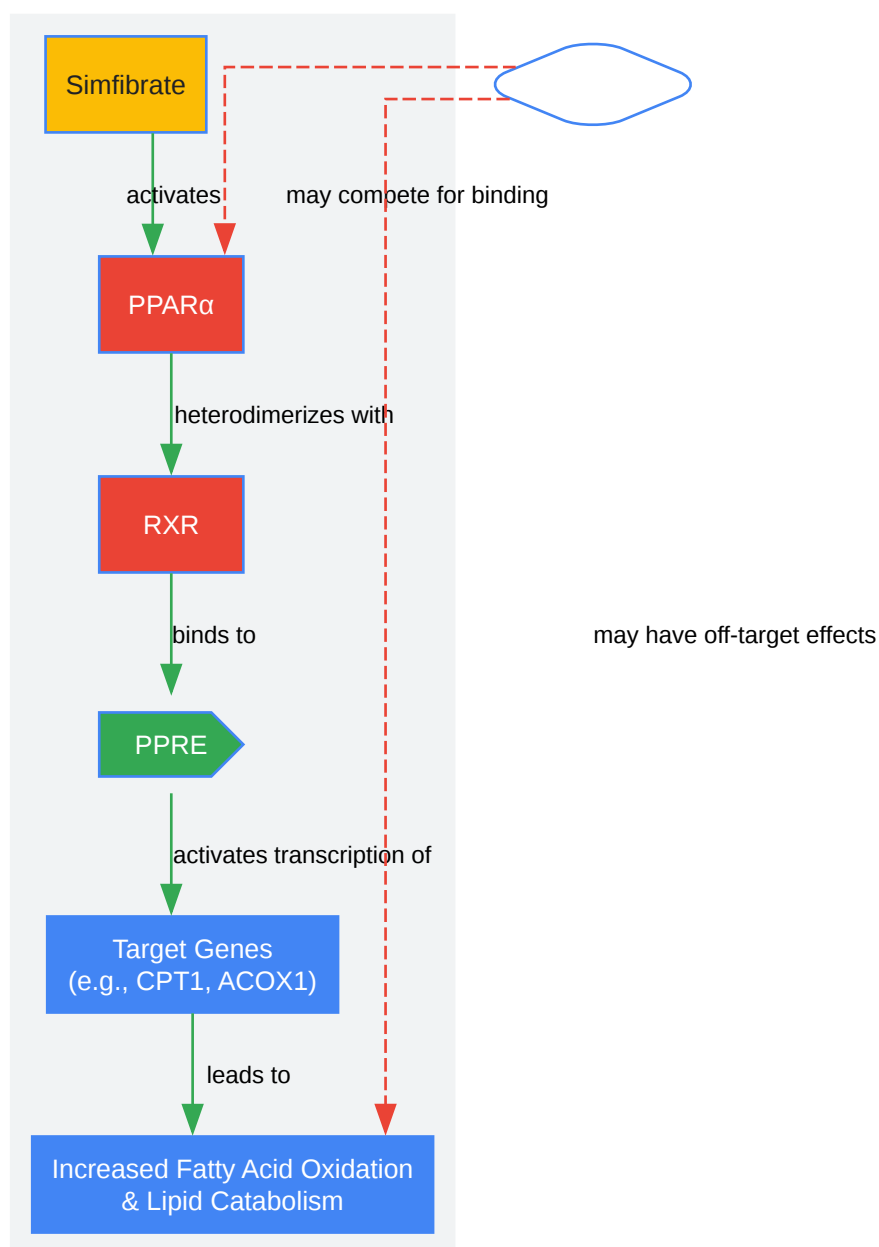 Simfibrate
activates
may compete for binding
PPARα
heterodimerizes with
RXR
binds to
may have off-target effects
PPRE
activates transcription of
Target Genes
(e.g., CPT1, ACOX1)
leads to
Increased Fatty Acid Oxidation
& Lipid Catabolism